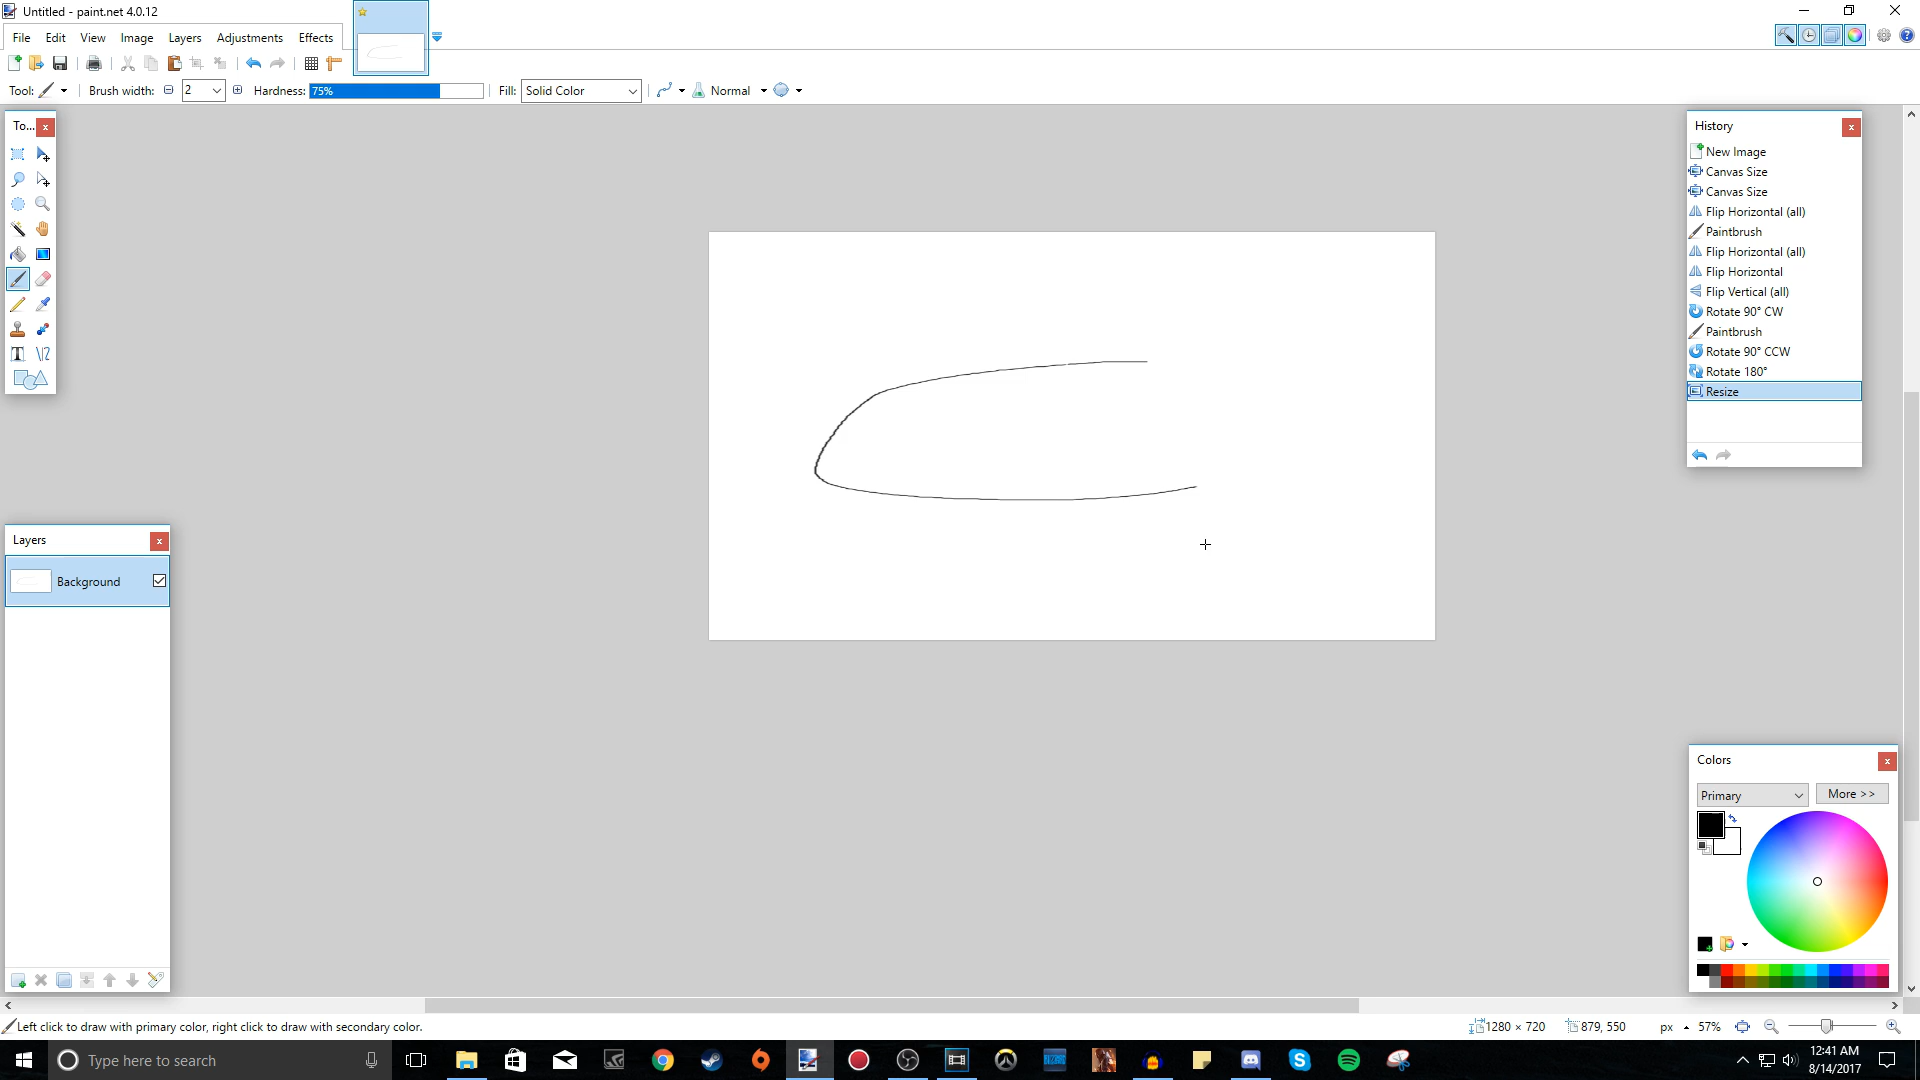 Untitled - paint.net 4.0.12
File Edit View Image Layers Adjustments Effects
Tool: Brush width: 2 Hardness: 75% Fill: Solid Color Normal
To...
History
New Image
Canvas Size
Canvas Size
Flip Horizontal (all)
Paintbrush
Flip Horizontal (all)
Flip Horizontal
Flip Vertical (all)
Rotate 90° CW
Paintbrush
Rotate 90° CCW
Rotate 180°
Resize
Layers
Background
Colors
Primary More >>
Left click to draw with primary color, right click to draw with secondary color.
1280 × 720 879, 550 px 57%
Type here to search
12:41 AM
8/14/2017